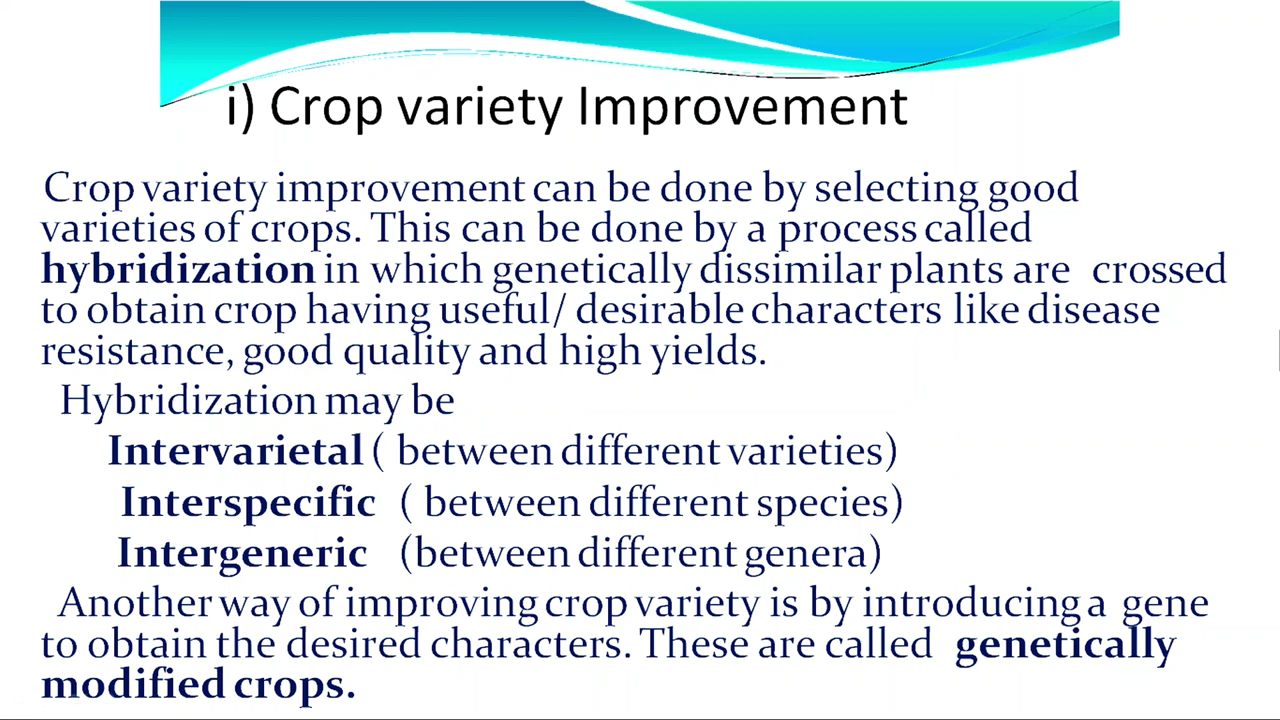 i) Crop variety Improvement
Crop variety improvement can be done by selecting good
varieties of crops. This can be done by a process called
hybridization in which genetically dissimilar plants are crossed
to obtain crop having useful/ desirable characters like disease
resistance, good quality and high yields.
Hybridization may be
Intervarietal ( between different varieties)
Interspecific ( between different species)
Intergeneric (between different genera)
Another way of improving crop variety is by introducing a gene
to obtain the desired characters. These are called genetically
modified crops.